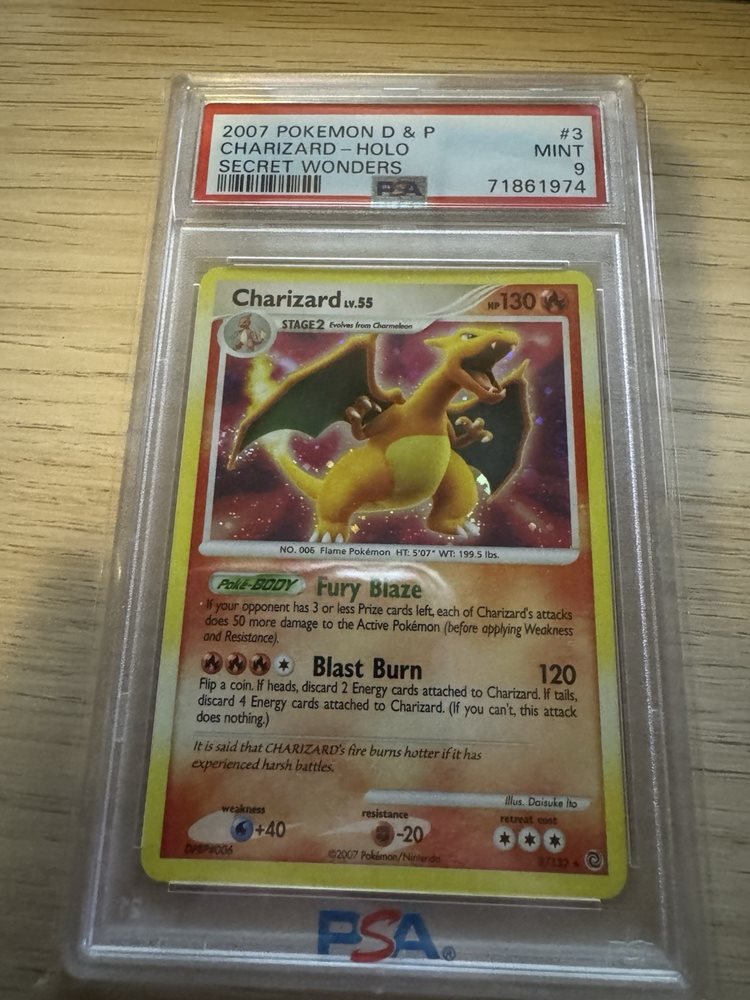 2007 POKEMON D & P #3
CHARIZARD - HOLO MINT
SECRET WONDERS 9
PSA 71861974
Charizard LV.55 HP 130
STAGE2 Evolves from Charmeleon
NO. 006 Flame Pokémon HT: 5'07" WT: 199.5 lbs.
Poké-BODY Fury Blaze
If your opponent has 3 or less Prize cards left, each of Charizard's attacks
does 50 more damage to the Active Pokémon (before applying Weakness
and Resistance).
Blast Burn 120
Flip a coin. If heads, discard 2 Energy cards attached to Charizard. If tails,
discard 4 Energy cards attached to Charizard. (If you can't, this attack
does nothing.)
It is said that CHARIZARD's fire burns hotter if it has
experienced harsh battles.
Illus. Daisuke Ito
weakness resistance retreat cost
+40 -20
©2007 Pokémon/Nintendo 3/132
PSA®